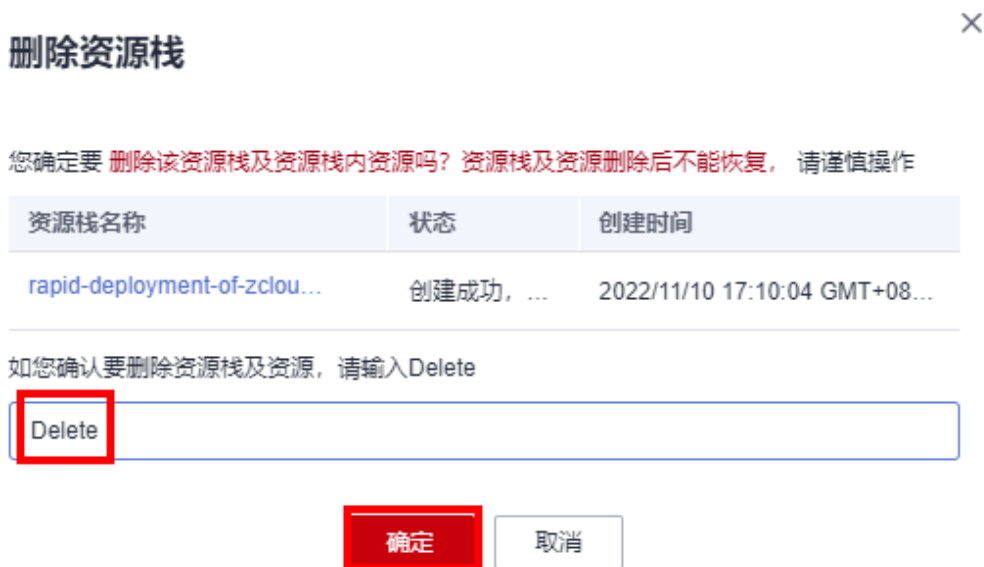 删除资源栈
您确定要 删除该资源栈及资源栈内资源吗？资源栈及资源删除后不能恢复， 请谨慎操作
资源栈名称 状态 创建时间
rapid-deployment-of-zclou... 创建成功，... 2022/11/10 17:10:04 GMT+08...
如您确认要删除资源栈及资源，请输入Delete
Delete
确定 取消